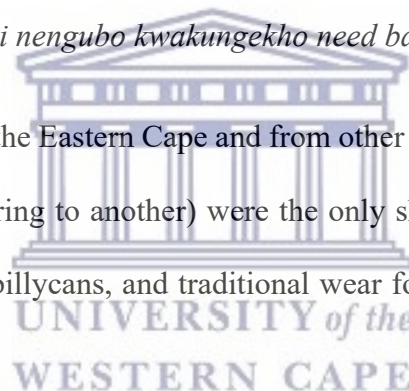 i nengubo kwakungekho need ba
the Eastern Cape and from other
ring to another) were the only sl
billycans, and traditional wear fo
UNIVERSITY of the
WESTERN CAPE